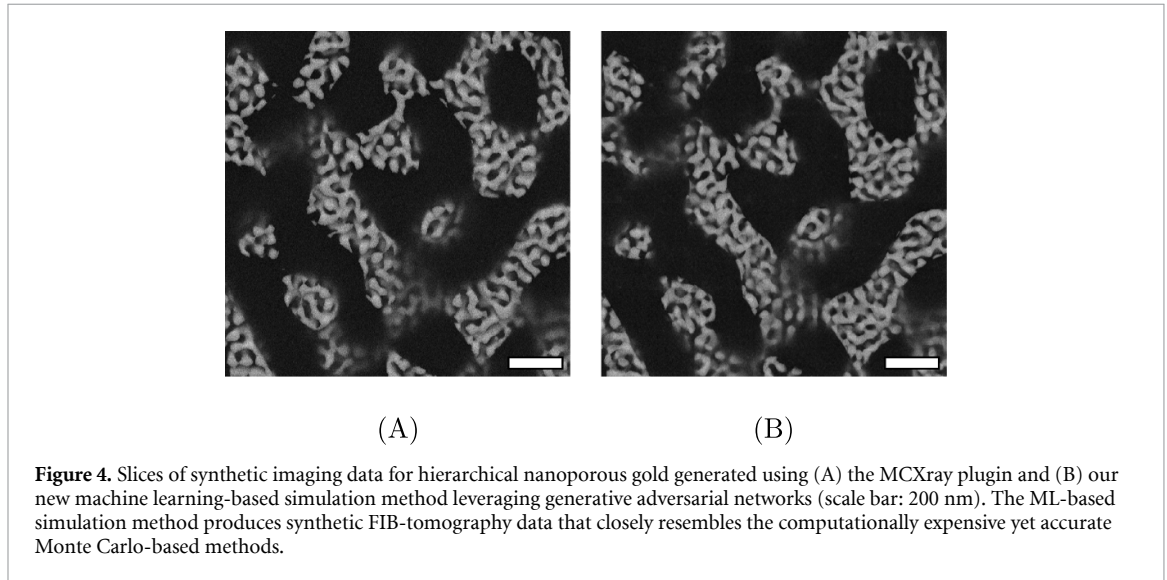 (A)
(B)
Figure 4. Slices of synthetic imaging data for hierarchical nanoporous gold generated using (A) the MCXray plugin and (B) our
new machine learning-based simulation method leveraging generative adversarial networks (scale bar: 200 nm). The ML-based
simulation method produces synthetic FIB-tomography data that closely resembles the computationally expensive yet accurate
Monte Carlo-based methods.